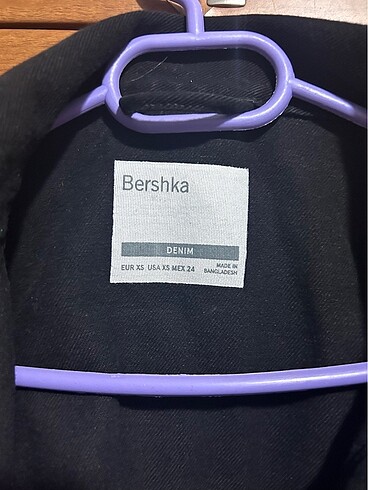 Bershka
DENIM
EUR XS USA XS MEX 24
MADE IN
BANGLADESH